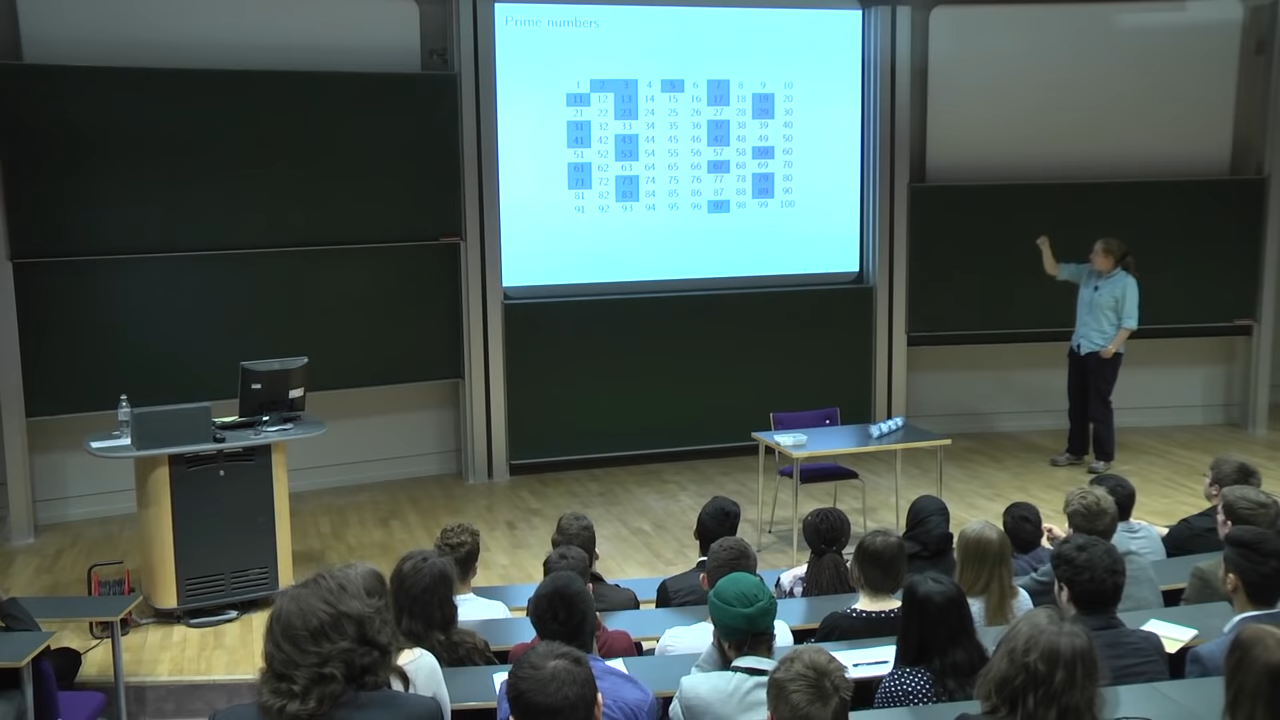 Prime numbers
1 2 3 4 5 6 7 8 9 10
11 12 13 14 15 16 17 18 19 20
21 22 23 24 25 26 27 28 29 30
31 32 33 34 35 36 37 38 39 40
41 42 43 44 45 46 47 48 49 50
51 52 53 54 55 56 57 58 59 60
61 62 63 64 65 66 67 68 69 70
71 72 73 74 75 76 77 78 79 80
81 82 83 84 85 86 87 88 89 90
91 92 93 94 95 96 97 98 99 100